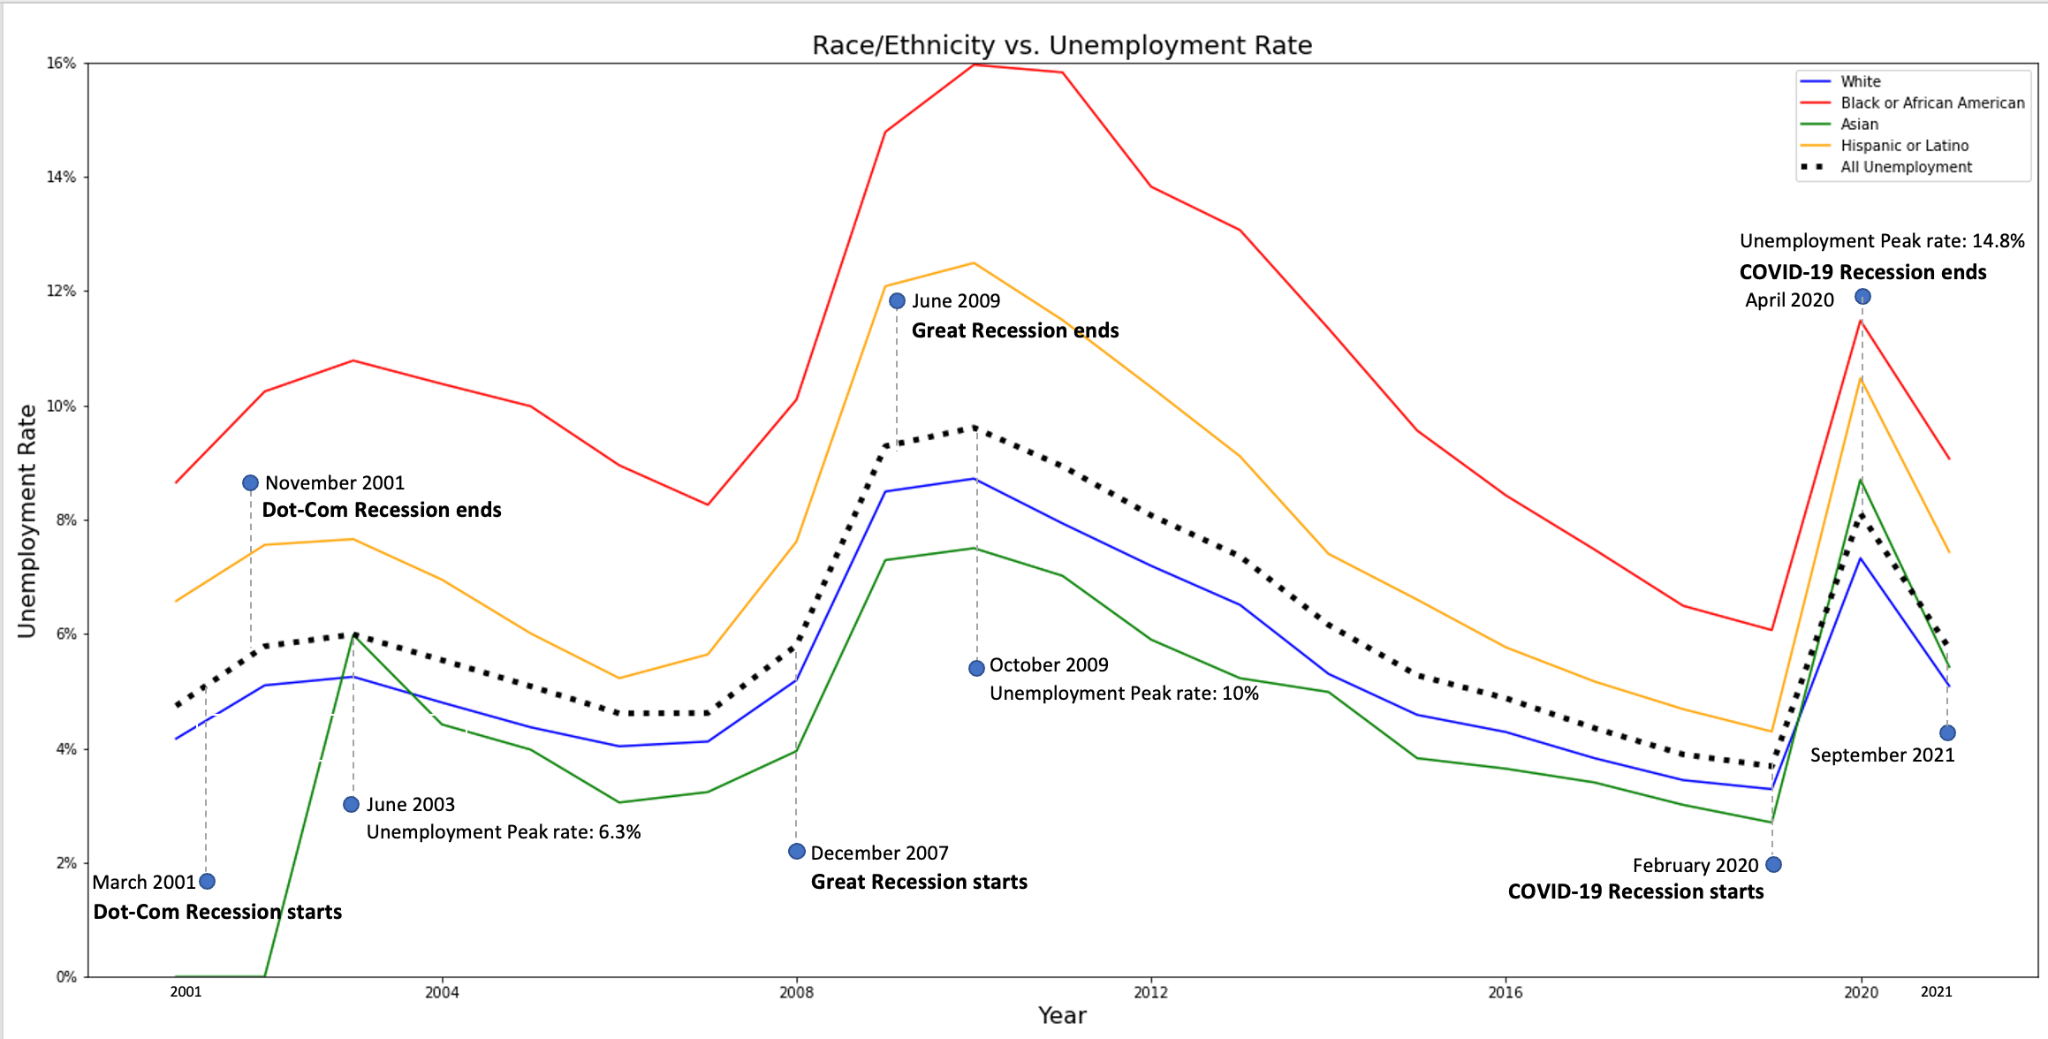 Race/Ethnicity vs. Unemployment Rate
16%
14%
12%
10%
8%
6%
4%
2%
0%
Unemployment Rate
White
Black or African American
Asian
Hispanic or Latino
All Unemployment
Unemployment Peak rate: 14.8%
COVID-19 Recession ends
April 2020
June 2009
Great Recession ends
November 2001
Dot-Com Recession ends
October 2009
Unemployment Peak rate: 10%
September 2021
June 2003
Unemployment Peak rate: 6.3%
December 2007
Great Recession starts
February 2020
COVID-19 Recession starts
March 2001
Dot-Com Recession starts
2001
2004
2008
2012
2016
2020
2021
Year